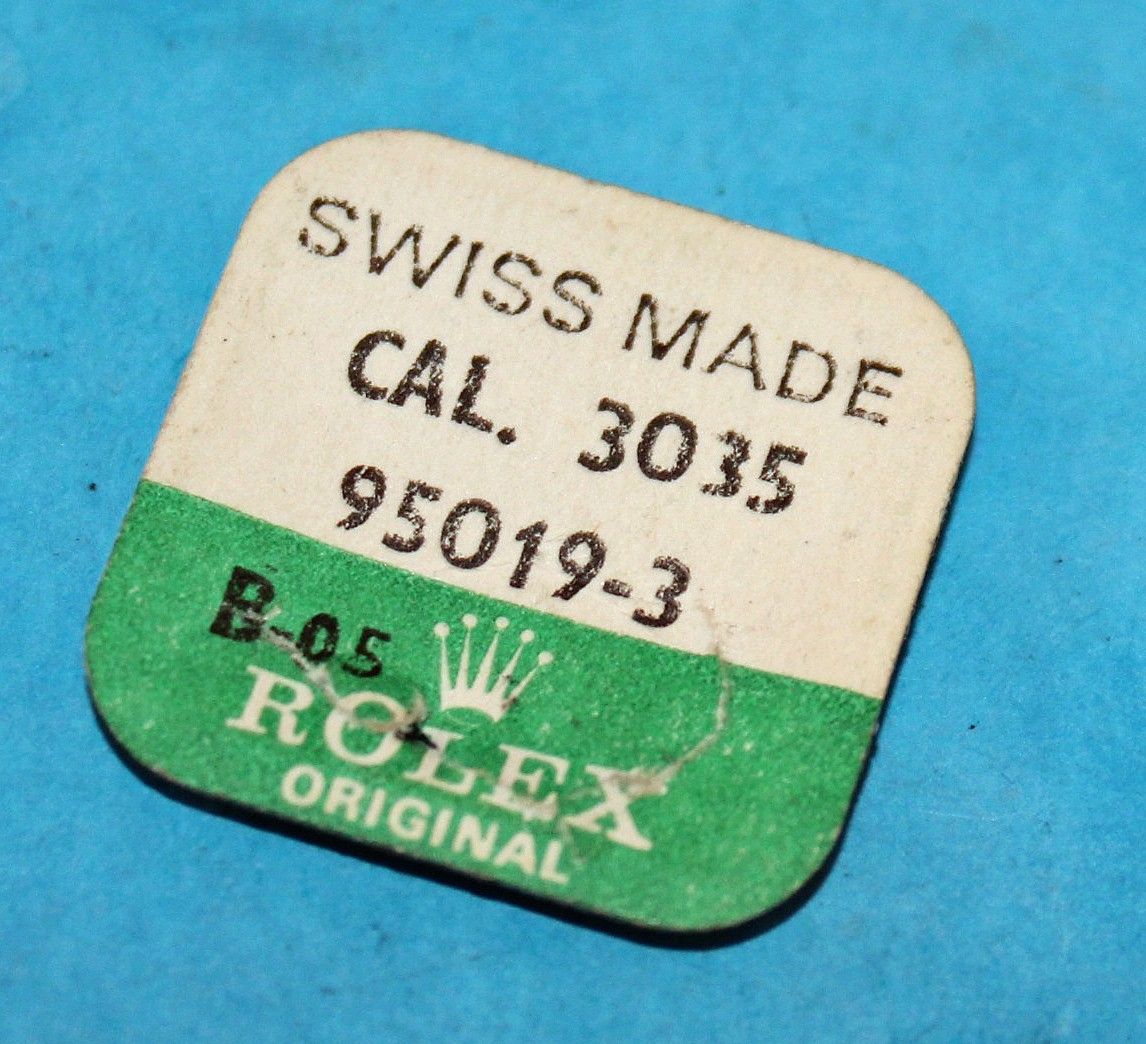 SWISS MADE
CAL. 3035
95019-3
B-05
ROLEX
ORIGINAL